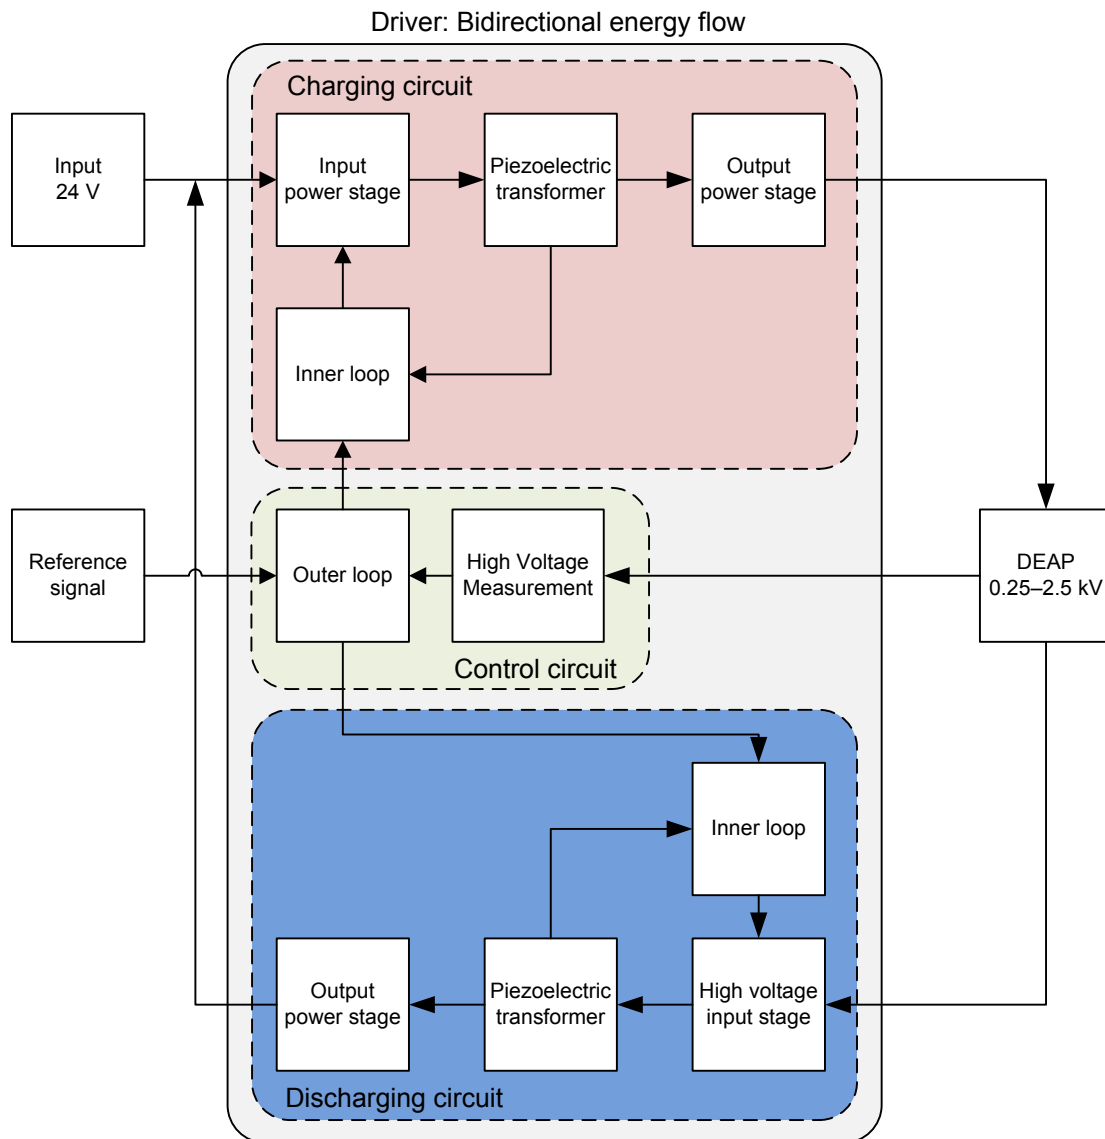 Driver: Bidirectional energy flow
Charging circuit
Input
24 V
Input
power stage
Piezoelectric
transformer
Output
power stage
Inner loop
Reference
signal
Outer loop
High Voltage
Measurement
DEAP
0.25–2.5 kV
Control circuit
Inner loop
Output
power stage
Piezoelectric
transformer
High voltage
input stage
Discharging circuit